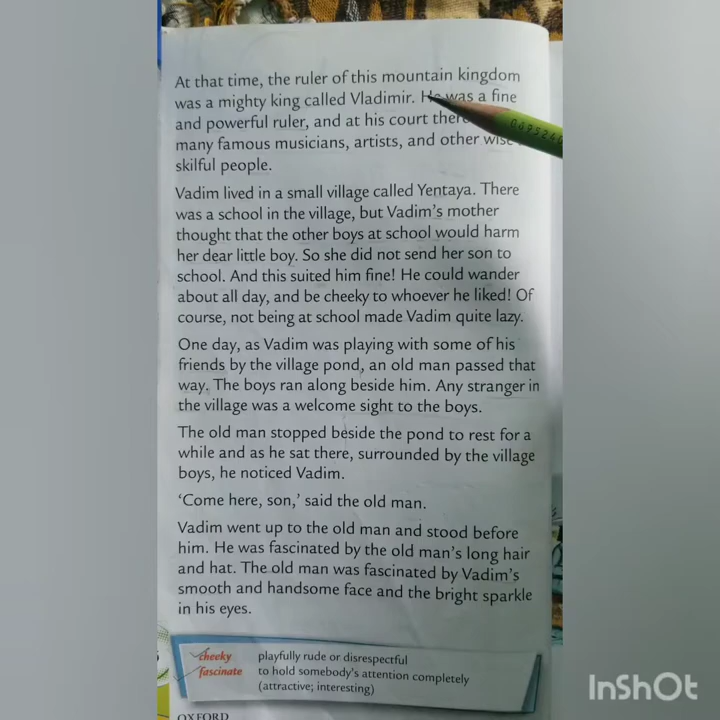 At that time, the ruler of this mountain kingdom
was a mighty king called Vladimir. He was a fine
and powerful ruler, and at his court there
many famous musicians, artists, and other wise
skilful people.
Vadim lived in a small village called Yentaya. There
was a school in the village, but Vadim's mother
thought that the other boys at school would harm
her dear little boy. So she did not send her son to
school. And this suited him fine! He could wander
about all day, and be cheeky to whoever he liked! Of
course, not being at school made Vadim quite lazy.
One day, as Vadim was playing with some of his
friends by the village pond, an old man passed that
way. The boys ran along beside him. Any stranger in
the village was a welcome sight to the boys.
The old man stopped beside the pond to rest for a
while and as he sat there, surrounded by the village
boys, he noticed Vadim.
'Come here, son,' said the old man.
Vadim went up to the old man and stood before
him. He was fascinated by the old man's long hair
and hat. The old man was fascinated by Vadim's
smooth and handsome face and the bright sparkle
in his eyes.
cheeky playfully rude or disrespectful
fascinate to hold somebody's attention completely
(attractive; interesting)
OXFORD
InShOt